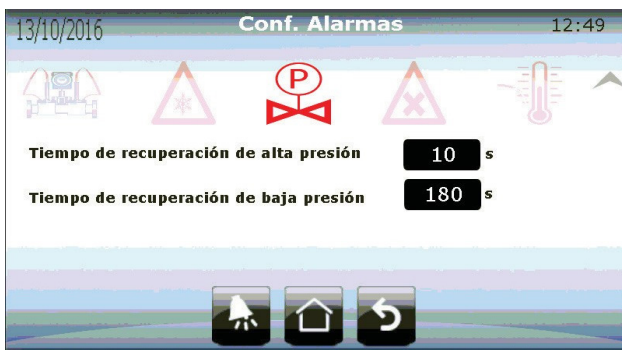 13/10/2016 Conf. Alarmas 12:49
P
Tiempo de recuperación de alta presión 10 s
Tiempo de recuperación de baja presión 180 s